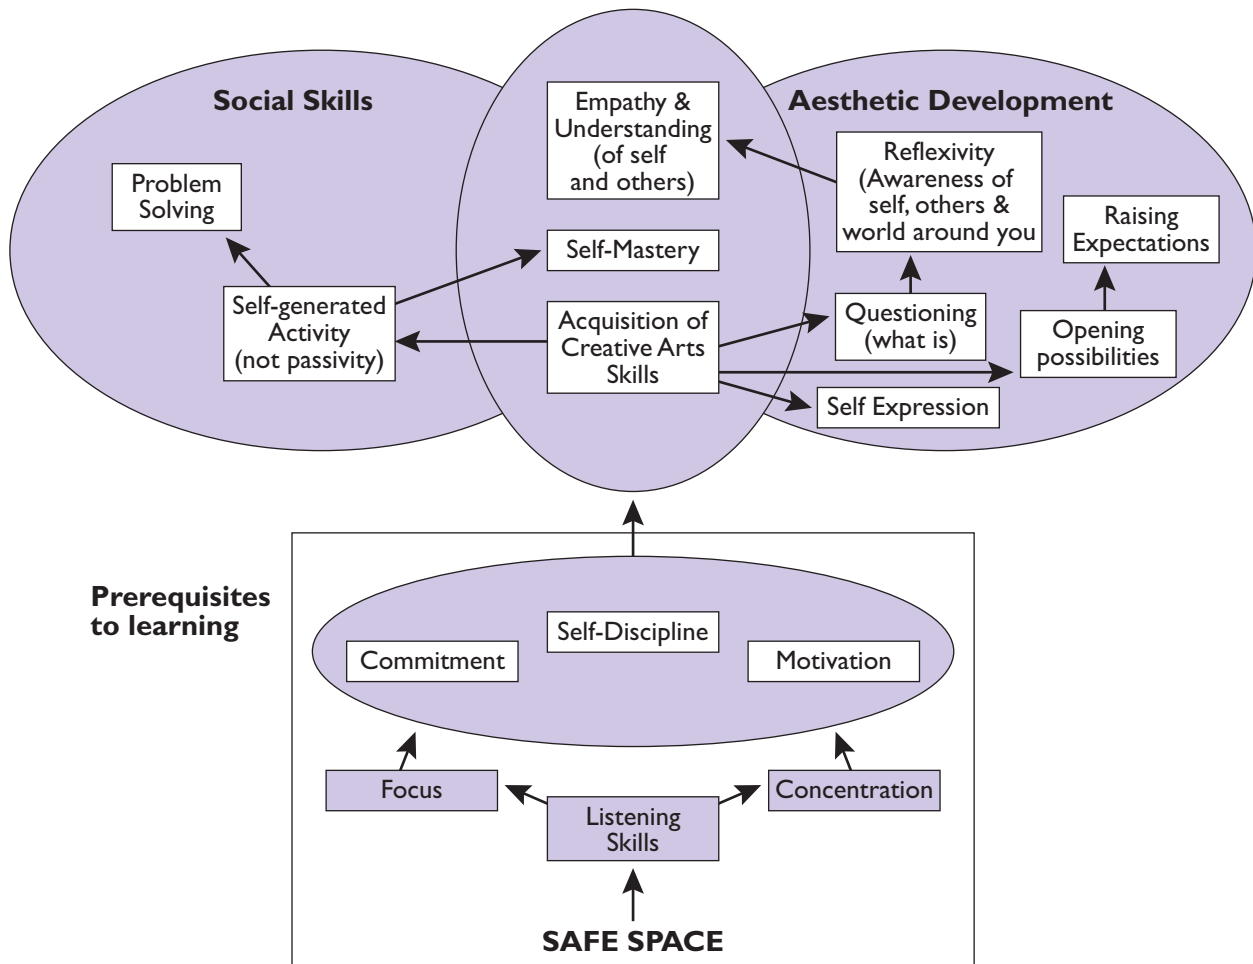 Social Skills
Aesthetic Development
Empathy &
Understanding
(of self
and others)
Reflexivity
(Awareness of
self, others &
world around you
Problem
Solving
Raising
Expectations
Self-Mastery
Self-generated
Activity
(not passivity)
Acquisition of
Creative Arts
Skills
Questioning
(what is)
Opening
possibilities
Self Expression
Prerequisites
to learning
Self-Discipline
Commitment
Motivation
Focus
Concentration
Listening
Skills
SAFE SPACE